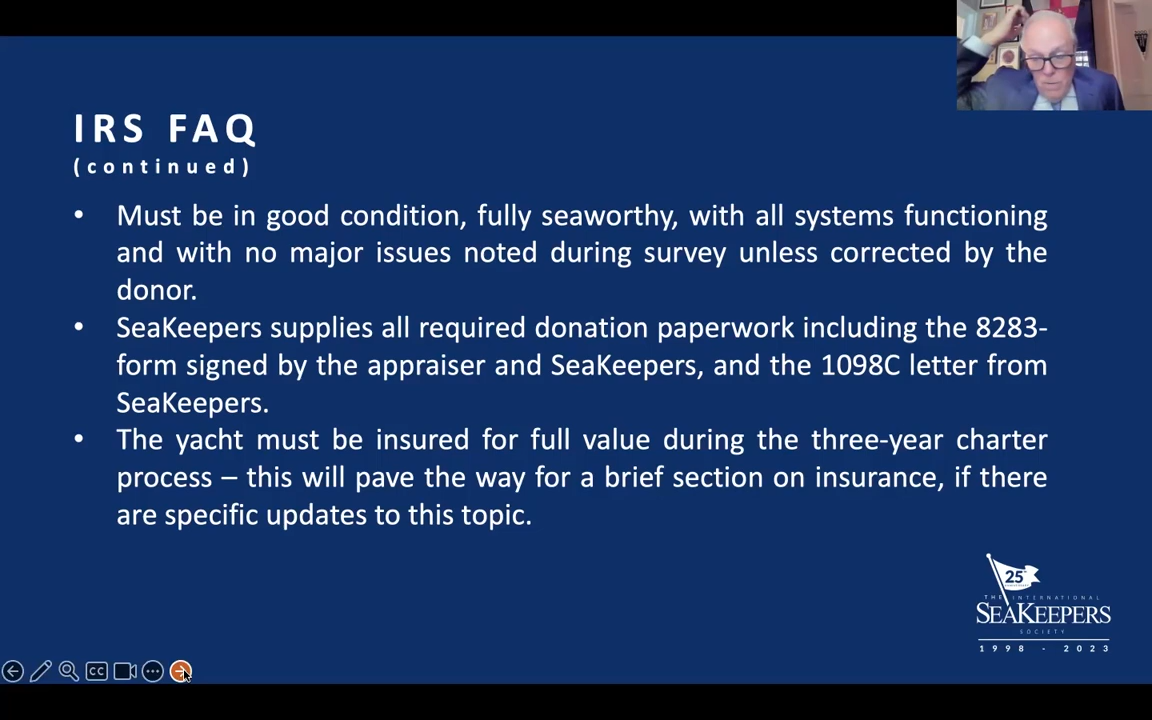 IRS FAQ
(continued)
• Must be in good condition, fully seaworthy, with all systems functioning
and with no major issues noted during survey unless corrected by the
donor.
• SeaKeepers supplies all required donation paperwork including the 8283-
form signed by the appraiser and SeaKeepers, and the 1098C letter from
SeaKeepers.
• The yacht must be insured for full value during the three-year charter
process – this will pave the way for a brief section on insurance, if there
are specific updates to this topic.
25
THE INTERNATIONAL
SEAKEEPERS
SOCIETY
1998 - 2023
CC